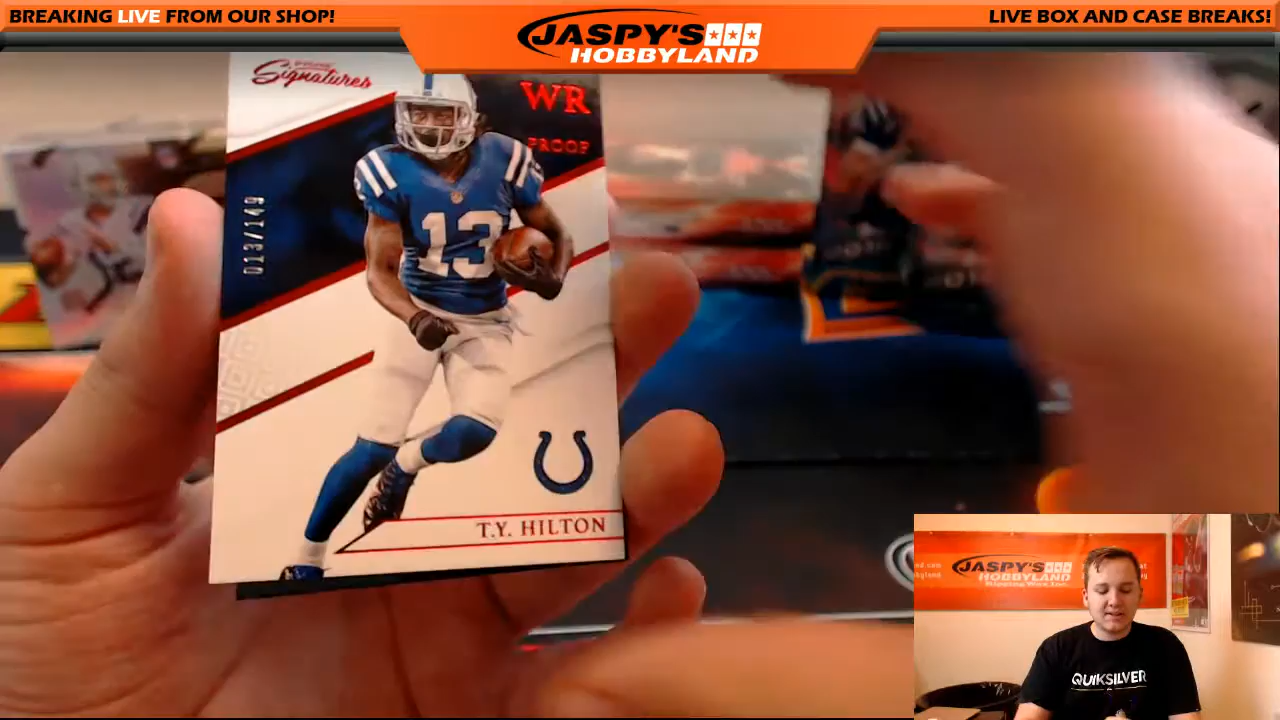 BREAKING LIVE FROM OUR SHOP!
JASPY'S
HOBBYLAND
LIVE BOX AND CASE BREAKS!
Signatures
WR
PROOF
013/149
13
T.Y. HILTON
JASPY'S
HOBBYLAND
QUIKSILVER